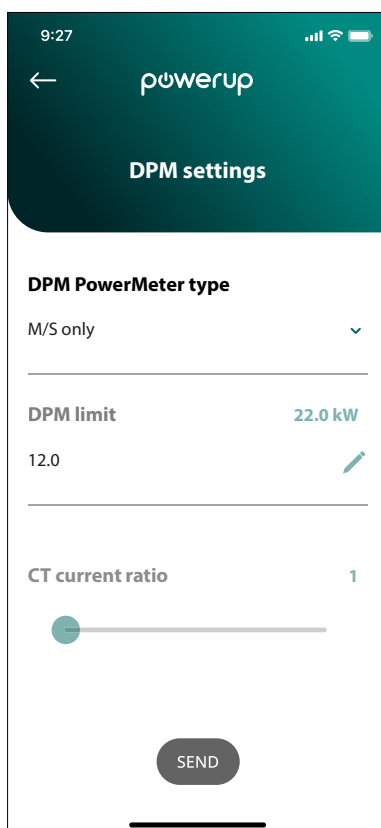 9:27
powerup
DPM settings
DPM PowerMeter type
M/S only
DPM limit 22.0 kW
12.0
CT current ratio 1
SEND